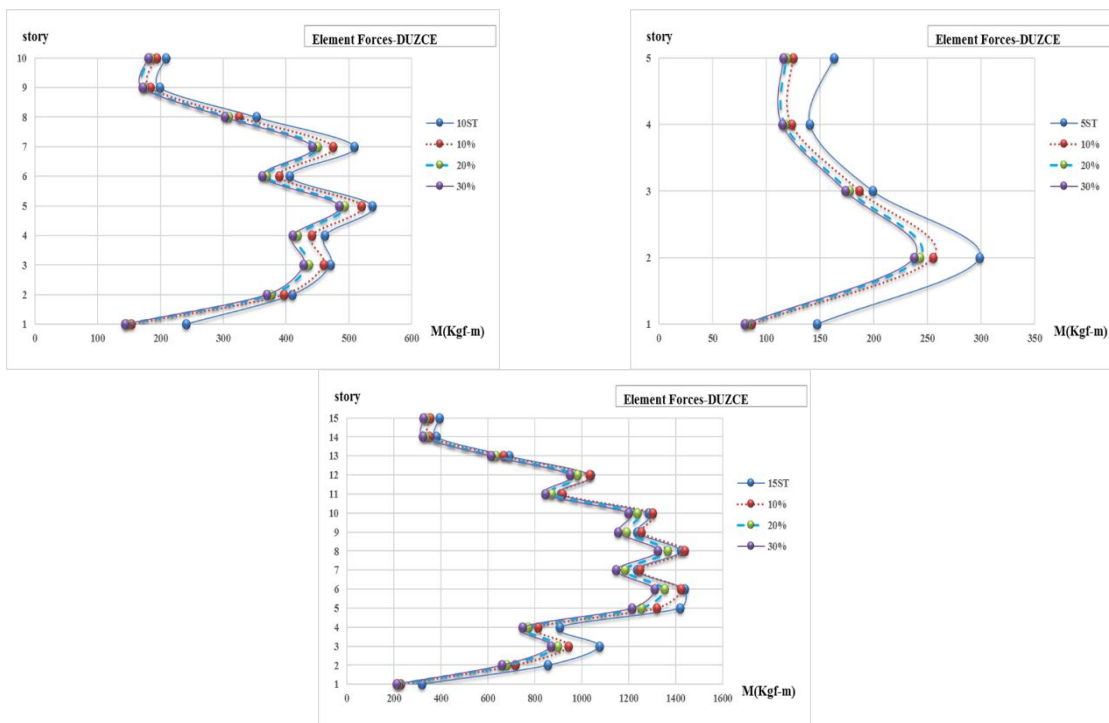 story
Element Forces-DUZCE
10
9
8
7
6
5
4
3
2
1
10ST
10%
20%
30%
M(Kgf-m)
0 100 200 300 400 500 600
story
Element Forces-DUZCE
5
4
3
2
1
5ST
10%
20%
30%
M(Kgf-m)
0 50 100 150 200 250 300 350
story
Element Forces-DUZCE
15
14
13
12
11
10
9
8
7
6
5
4
3
2
1
15ST
10%
20%
30%
M(Kgf-m)
0 200 400 600 800 1000 1200 1400 1600